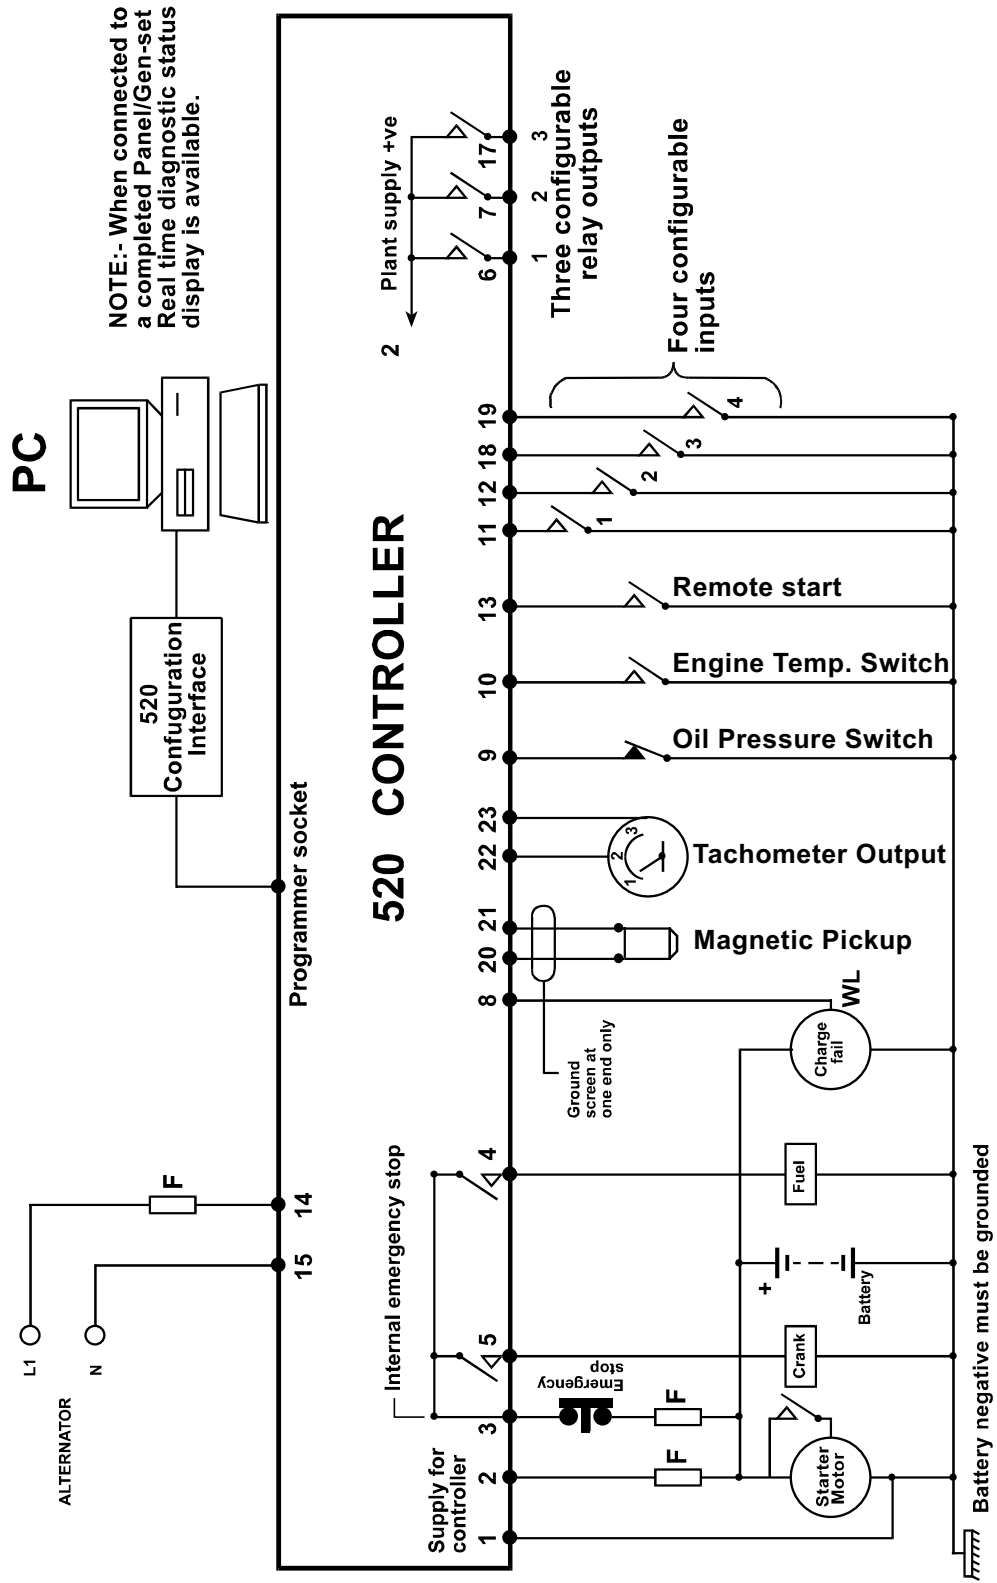 PC
NOTE:- When connected to
a completed Panel/Gen-set
Real time diagnostic status
display is available.
520
Confuguration
Interface
ALTERNATOR
L1
N
F
15
14
Programmer socket
Plant supply +ve
2
520 CONTROLLER
Internal emergency stop
Supply for
controller
1
2
3
5
4
8
20
21
22
23
9
10
13
11
12
18
19
6
7
17
1
2
3
Three configurable
relay outputs
Four configurable
inputs
1
2
3
4
Remote start
Engine Temp. Switch
Oil Pressure Switch
1
2
3
Tachometer Output
Magnetic Pickup
Ground
screen at
one end only
WL
Charge
fail
Fuel
+
Battery
Crank
Emergency
stop
F
F
Starter
Motor
Battery negative must be grounded